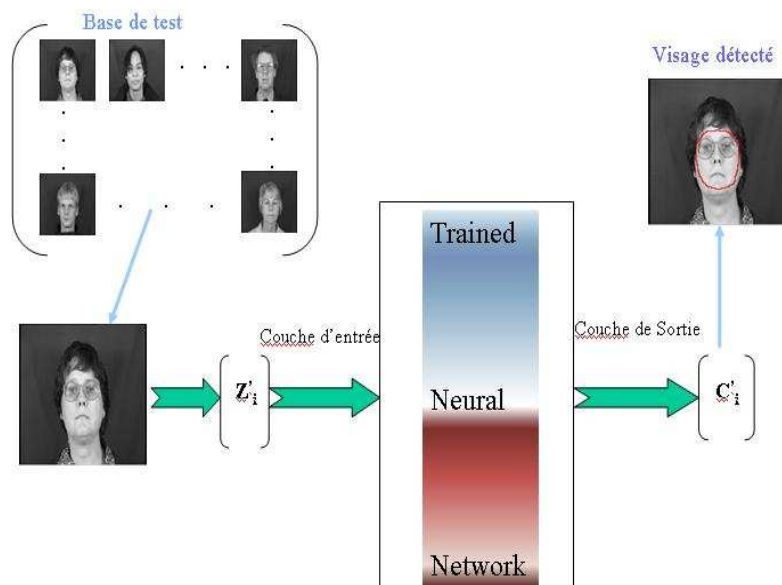 Base de test
Visage détecté
Trained
Couche d'entrée
Couche de Sortie
Z'i
Neural
C'i
Network